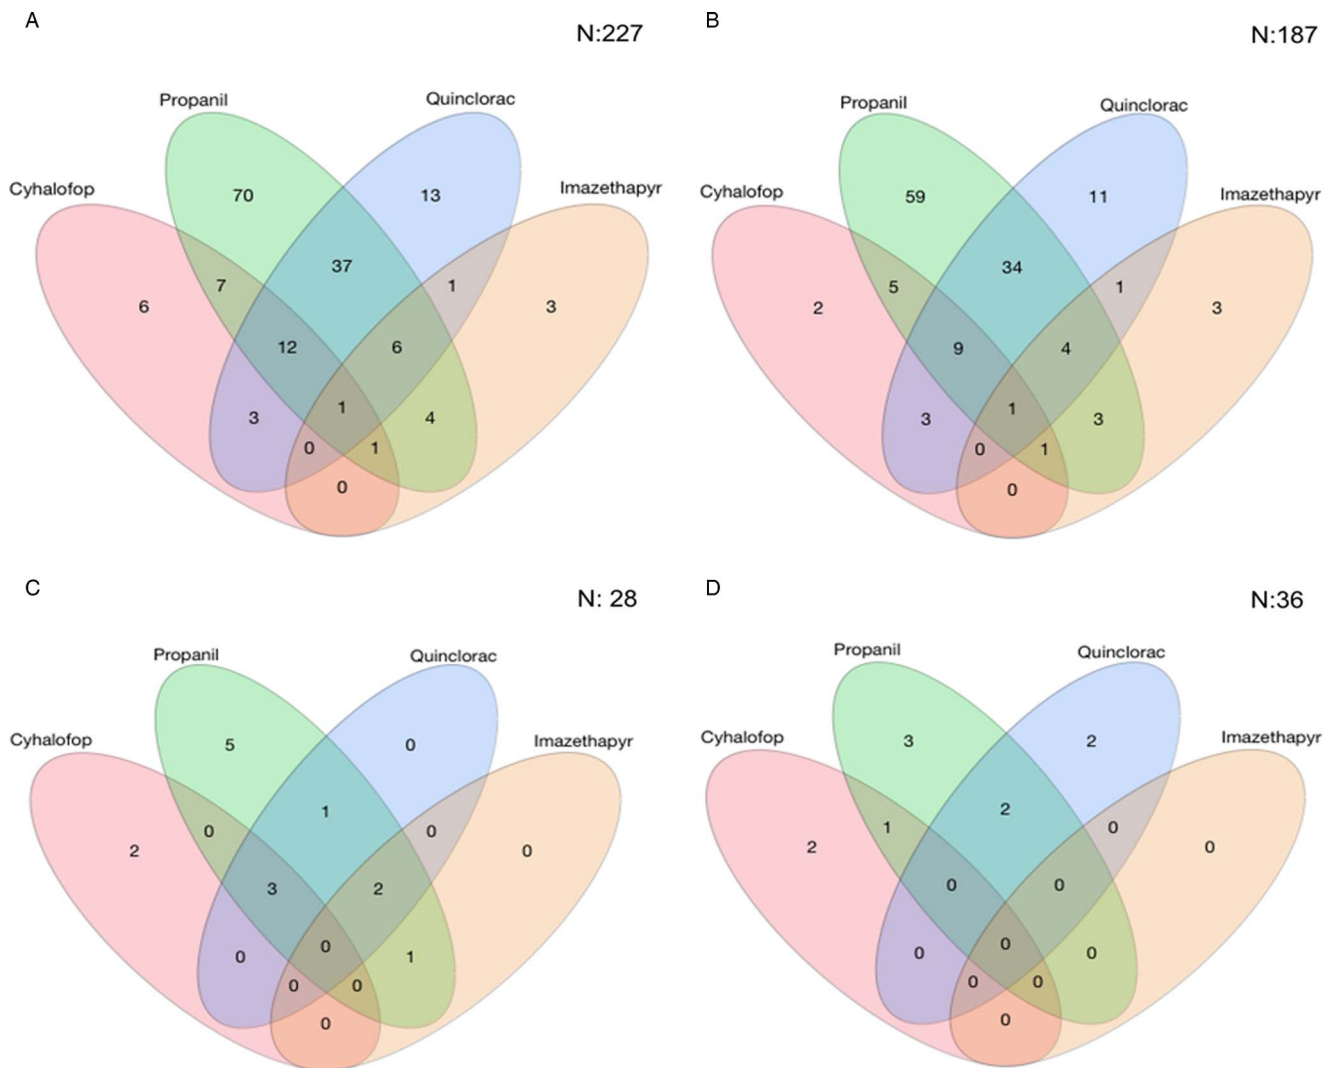 A
N:227
Propanil
Quinclorac
Cyhalofop
Imazethapyr
70
13
37
7
1
6
3
12
6
1
3
4
0
1
0
B
N:187
Propanil
Quinclorac
Cyhalofop
Imazethapyr
59
11
34
5
1
2
3
9
4
1
3
3
0
1
0
C
N: 28
Propanil
Quinclorac
Cyhalofop
Imazethapyr
5
0
1
0
0
2
0
3
2
0
0
1
0
0
0
D
N:36
Propanil
Quinclorac
Cyhalofop
Imazethapyr
3
2
2
1
0
2
0
0
0
0
0
0
0
0
0